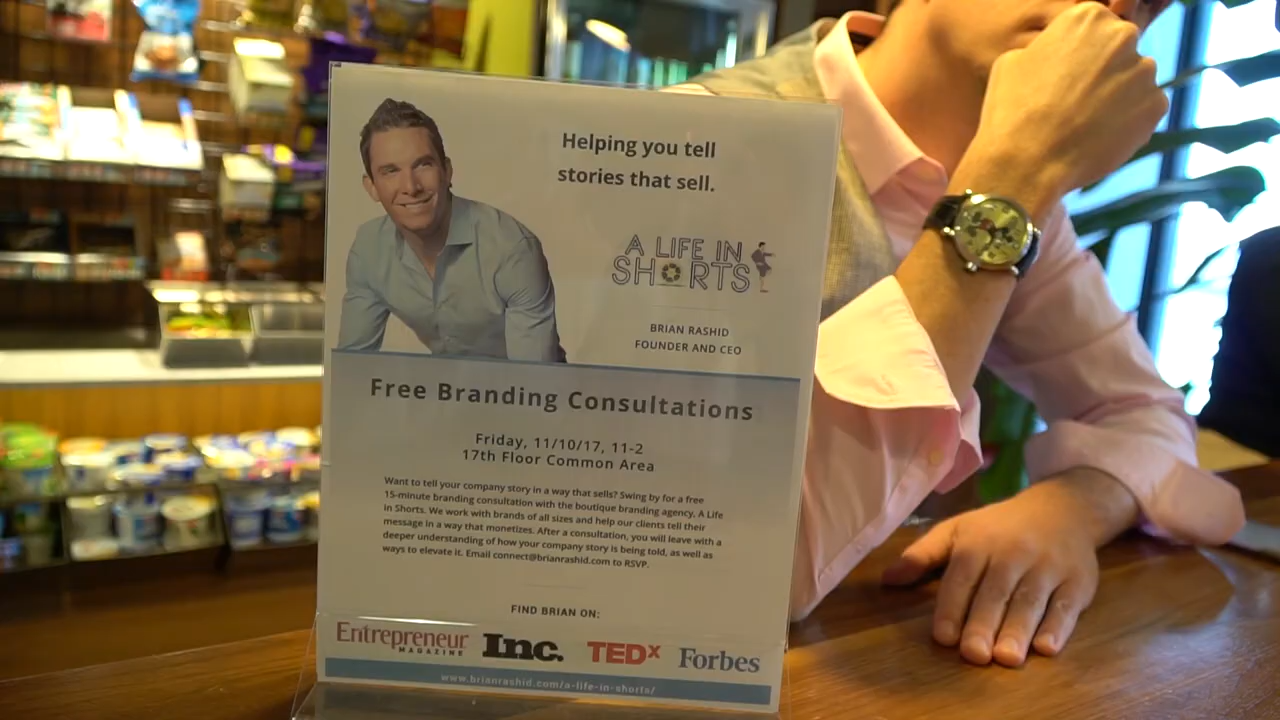 Helping you tell
stories that sell.
A LIFE IN
SHORTS
BRIAN RASHID
FOUNDER AND CEO
Free Branding Consultations
Friday, 11/10/17, 11-2
17th Floor Common Area
Want to tell your company story in a way that sells? Swing by for a free
15-minute branding consultation with the boutique branding agency, A Life
in Shorts. We work with brands of all sizes and help our clients tell their
message in a way that monetizes. After a consultation, you will leave with a
deeper understanding of how your company story is being told, as well as
ways to elevate it. Email connect@brianrashid.com to RSVP.
FIND BRIAN ON:
Entrepreneur
MAGAZINE
Inc.
TEDx
Forbes
www.brianrashid.com/a-life-in-shorts/